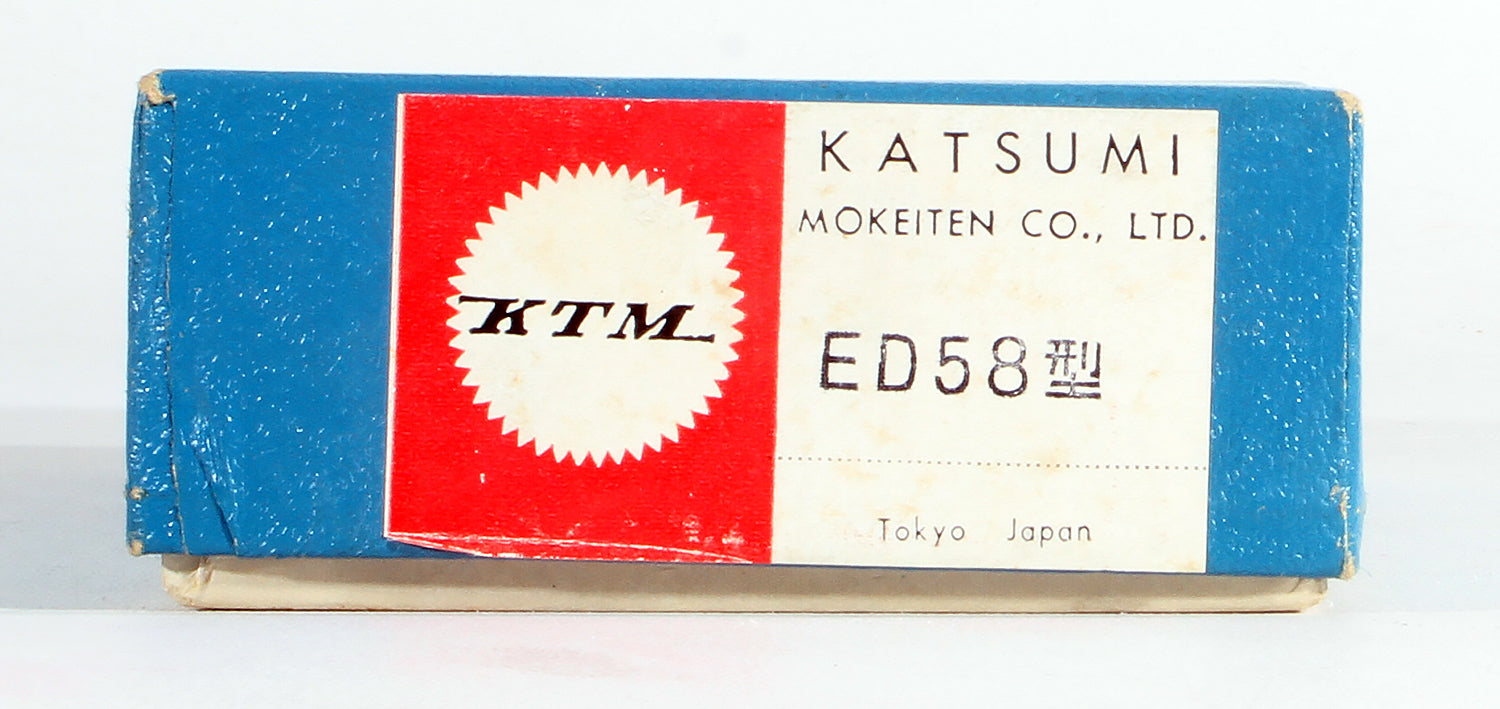 KTM
KATSUMI
MOKEITEN CO., LTD.
ED58型
Tokyo Japan